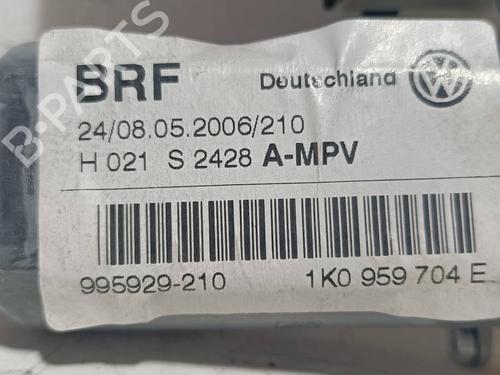 BRF Deutschland
24/08.05.2006/210
H 021 S 2428 A-MPV
995929-210 1K0 959 704 E
B-PARTS